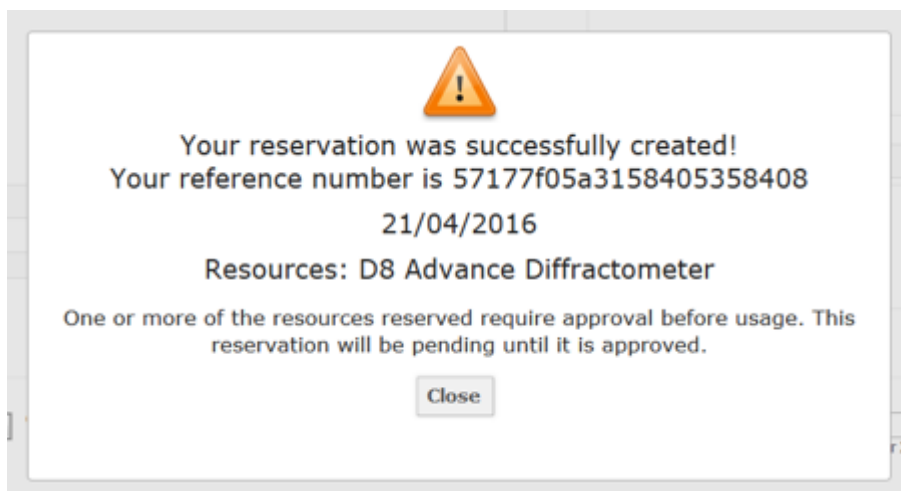 Your reservation was successfully created!
Your reference number is 57177f05a3158405358408
21/04/2016
Resources: D8 Advance Diffractometer
One or more of the resources reserved require approval before usage. This
reservation will be pending until it is approved.
Close